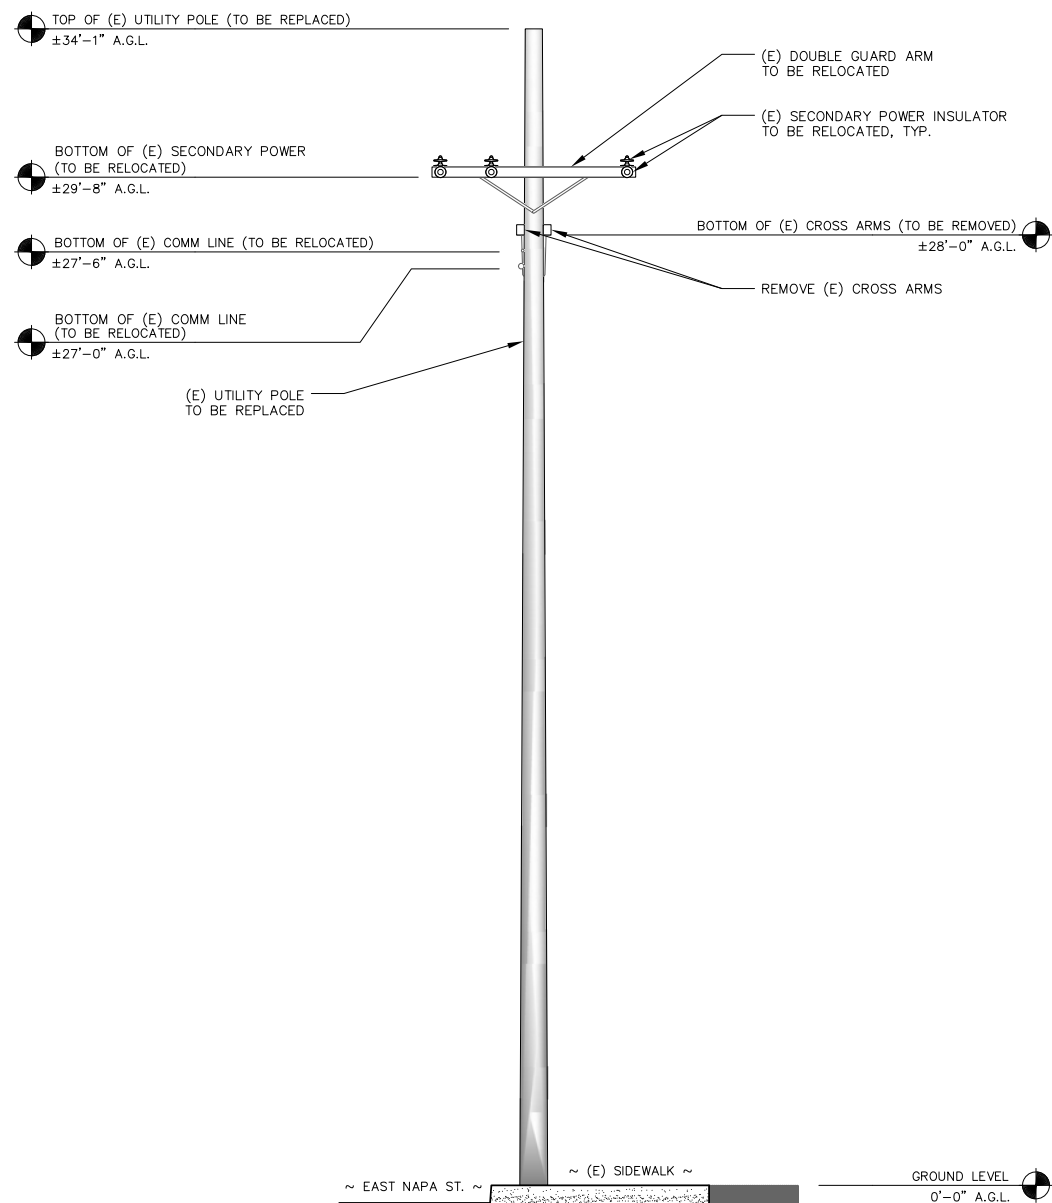 TOP OF (E) UTILITY POLE (TO BE REPLACED)
±34'-1" A.G.L.
(E) DOUBLE GUARD ARM
TO BE RELOCATED
(E) SECONDARY POWER INSULATOR
TO BE RELOCATED, TYP.
BOTTOM OF (E) SECONDARY POWER
(TO BE RELOCATED)
±29'-8" A.G.L.
BOTTOM OF (E) CROSS ARMS (TO BE REMOVED)
±28'-0" A.G.L.
BOTTOM OF (E) COMM LINE (TO BE RELOCATED)
±27'-6" A.G.L.
REMOVE (E) CROSS ARMS
BOTTOM OF (E) COMM LINE
(TO BE RELOCATED)
±27'-0" A.G.L.
(E) UTILITY POLE
TO BE REPLACED
~ (E) SIDEWALK ~
~ EAST NAPA ST. ~
GROUND LEVEL
0'-0" A.G.L.